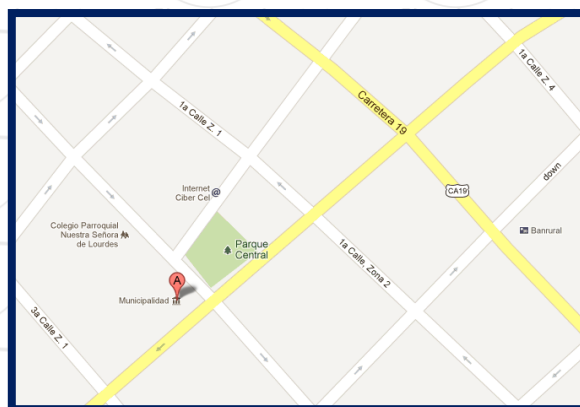 1a Calle Z. 4
Carretera 19
1a Calle Z. 1
down
Internet
Ciber Cel
CA19
Colegio Parroquial
Nuestra Señora
de Lourdes
Banrural
Parque
Central
1a Calle, Zona 2
A
Municipalidad
3a Calle Z. 1